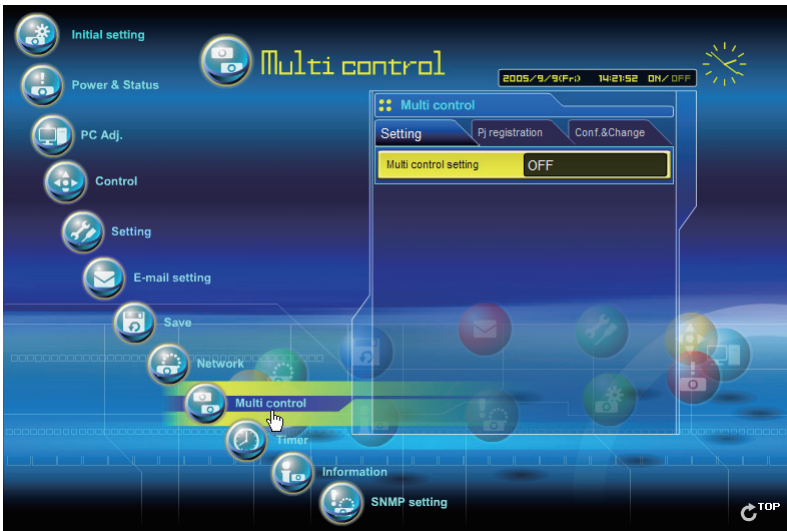 Initial setting
Power & Status
PC Adj.
Control
Setting
E-mail setting
Save
Network
Multi control
Timer
Information
SNMP setting
Multi control
2005/9/9(Fri) 14:21:52 ON/OFF
Multi control
Setting Pj registration Conf.&Change
Multi control setting OFF
TOP